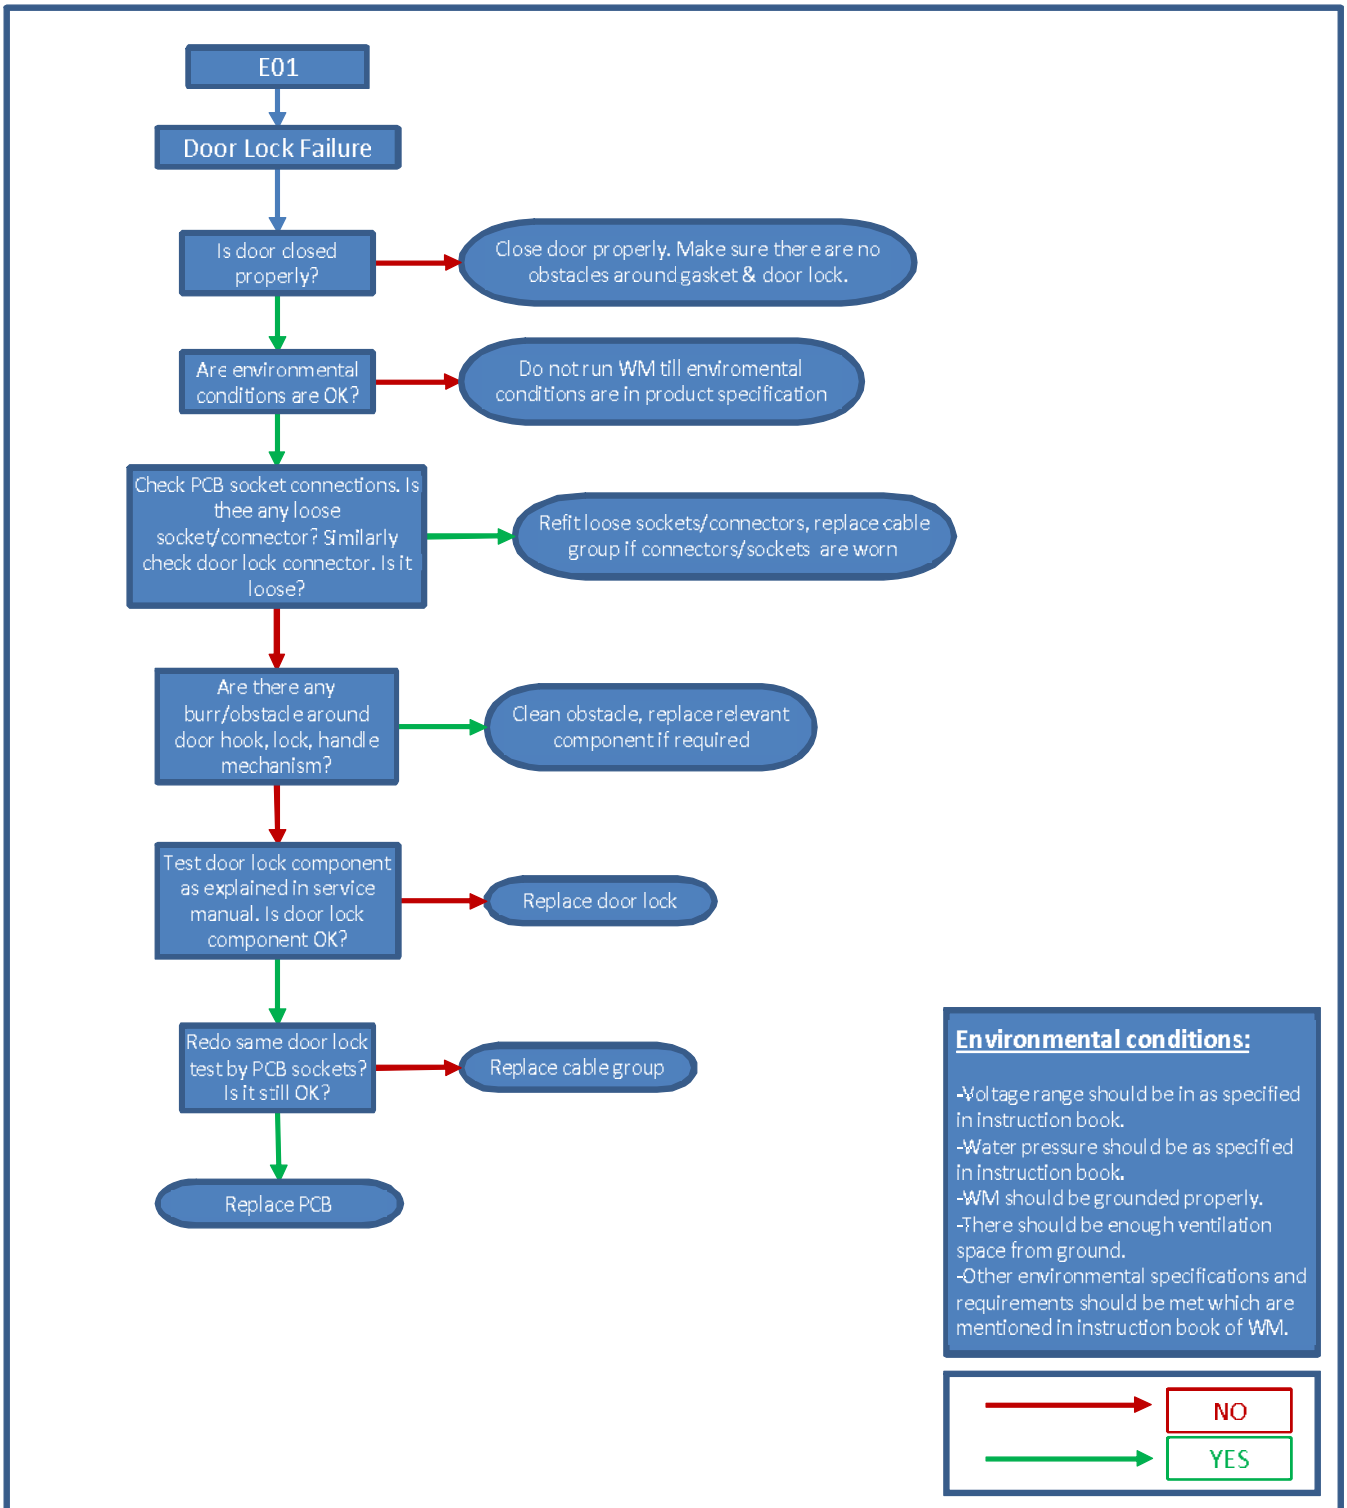 E01
Door Lock Failure
Is door closed
properly?
Close door properly. Make sure there are no
obstacles around gasket & door lock.
Are environmental
conditions are OK?
Do not run WM till enviromental
conditions are in product specification
Check PCB socket connections. Is
thee any loose
socket/connector? Similarly
check door lock connector. Is it
loose?
Refit loose sockets/connectors, replace cable
group if connectors/sockets are worn
Are there any
burr/obstacle around
door hook, lock, handle
mechanism?
Clean obstacle, replace relevant
component if required
Test door lock component
as explained in service
manual. Is door lock
component OK?
Replace door lock
Redo same door lock
test by PCB sockets?
Is it still OK?
Replace cable group
Replace PCB
Environmental conditions:
-Voltage range should be in as specified
in instruction book.
-Water pressure should be as specified
in instruction book.
-WM should be grounded properly.
-There should be enough ventilation
space from ground.
-Other environmental specifications and
requirements should be met which are
mentioned in instruction book of WM.
NO
YES